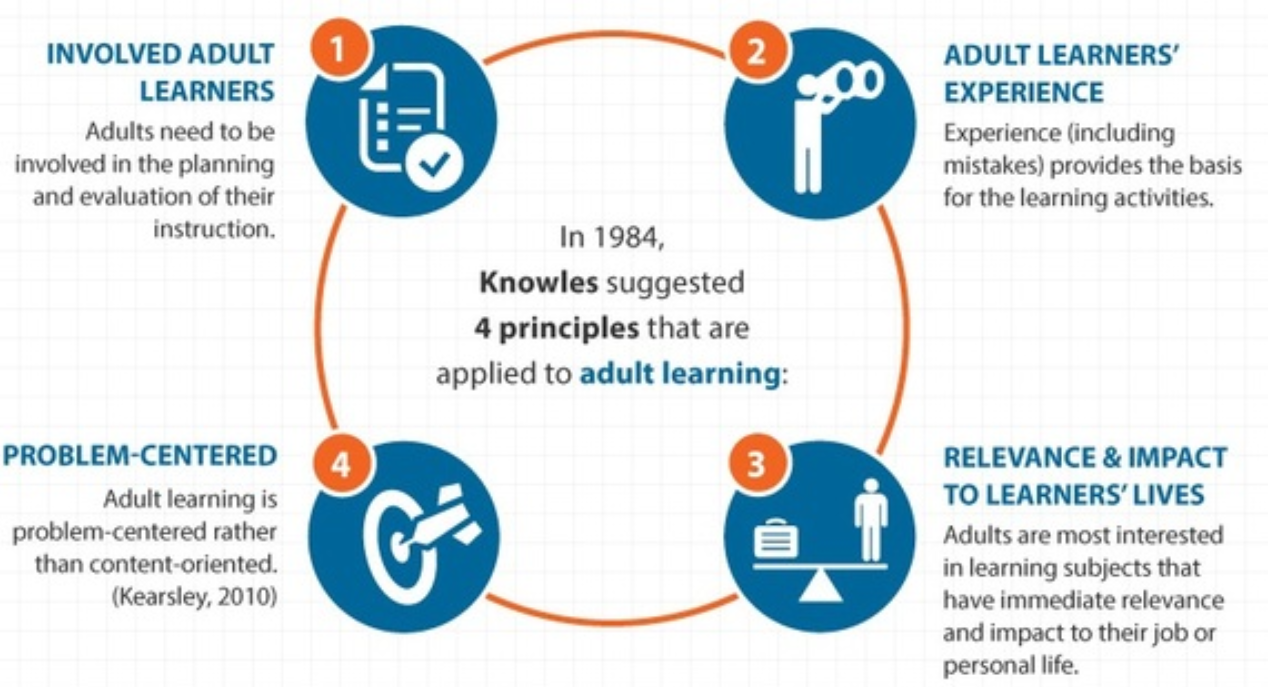 1
INVOLVED ADULT
LEARNERS
Adults need to be
involved in the planning
and evaluation of their
instruction.
2
ADULT LEARNERS’
EXPERIENCE
Experience (including
mistakes) provides the basis
for the learning activities.
In 1984,
Knowles suggested
4 principles that are
applied to adult learning:
3
RELEVANCE & IMPACT
TO LEARNERS’ LIVES
Adults are most interested
in learning subjects that
have immediate relevance
and impact to their job or
personal life.
4
PROBLEM-CENTERED
Adult learning is
problem-centered rather
than content-oriented.
(Kearsley, 2010)